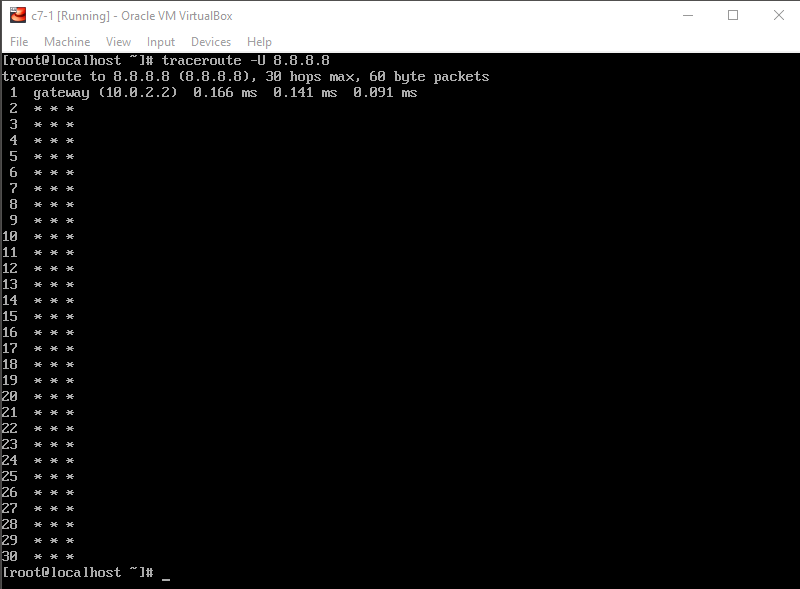 c7-1 [Running] - Oracle VM VirtualBox
File Machine View Input Devices Help
[root@localhost ~]# traceroute -U 8.8.8.8
traceroute to 8.8.8.8 (8.8.8.8), 30 hops max, 60 byte packets
 1  gateway (10.0.2.2)  0.166 ms  0.141 ms  0.091 ms
 2  * * *
 3  * * *
 4  * * *
 5  * * *
 6  * * *
 7  * * *
 8  * * *
 9  * * *
10  * * *
11  * * *
12  * * *
13  * * *
14  * * *
15  * * *
16  * * *
17  * * *
18  * * *
19  * * *
20  * * *
21  * * *
22  * * *
23  * * *
24  * * *
25  * * *
26  * * *
27  * * *
28  * * *
29  * * *
30  * * *
[root@localhost ~]# _